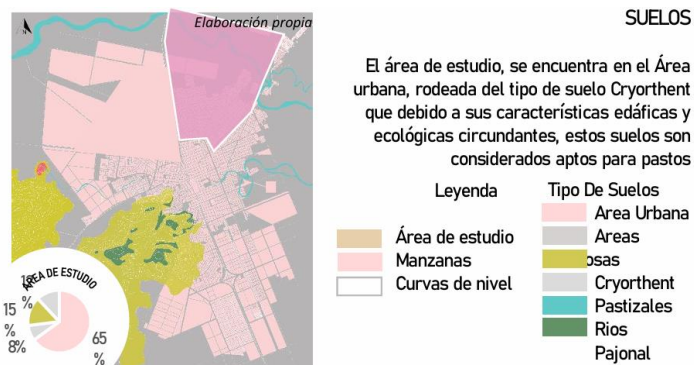 N
Elaboración propia
SUELOS
El área de estudio, se encuentra en el Área
urbana, rodeada del tipo de suelo Cryorthent
que debido a sus características edáficas y
ecológicas circundantes, estos suelos son
considerados aptos para pastos
Leyenda
Área de estudio
Manzanas
Curvas de nivel
Tipo De Suelos
Area Urbana
Areas
osas
Cryorthent
Pastizales
Rios
Pajonal
AREA DE ESTUDIO
%
15
%
8%
65
%